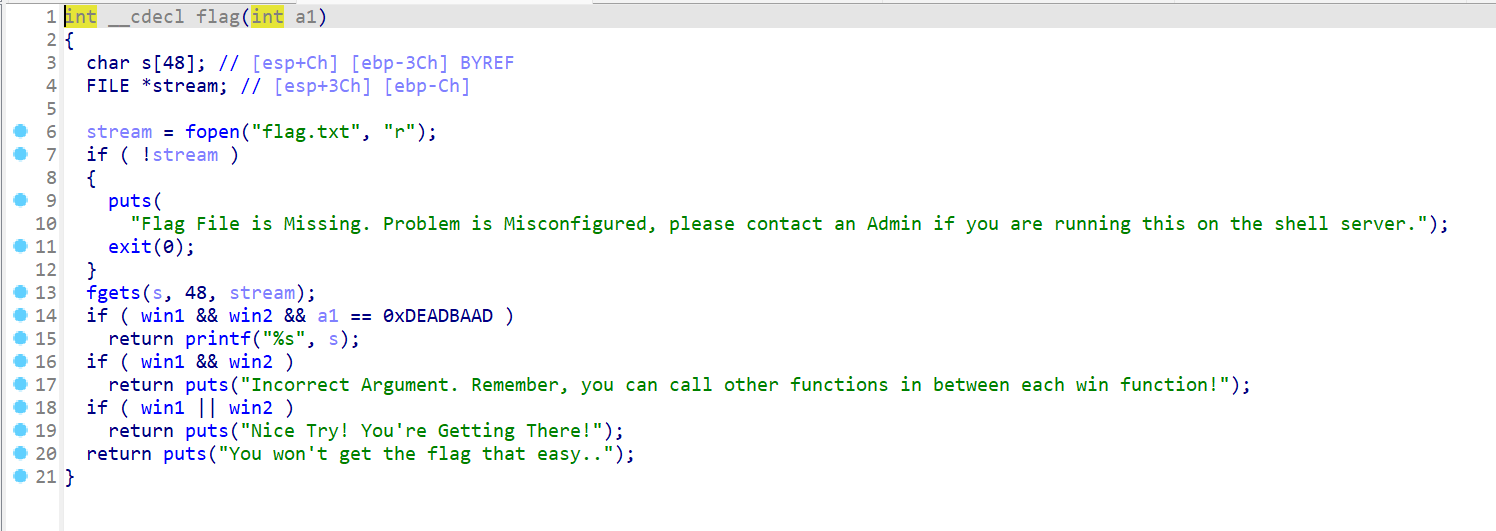 1 int __cdecl flag(int a1)
2 {
3 char s[48]; // [esp+Ch] [ebp-3Ch] BYREF
4 FILE *stream; // [esp+3Ch] [ebp-Ch]
5
6 stream = fopen("flag.txt", "r");
7 if ( !stream )
8 {
9 puts(
10 "Flag File is Missing. Problem is Misconfigured, please contact an Admin if you are running this on the shell server.");
11 exit(0);
12 }
13 fgets(s, 48, stream);
14 if ( win1 && win2 && a1 == 0xDEADBAAD )
15 return printf("%s", s);
16 if ( win1 && win2 )
17 return puts("Incorrect Argument. Remember, you can call other functions in between each win function!");
18 if ( win1 || win2 )
19 return puts("Nice Try! You're Getting There!");
20 return puts("You won't get the flag that easy..");
21 }